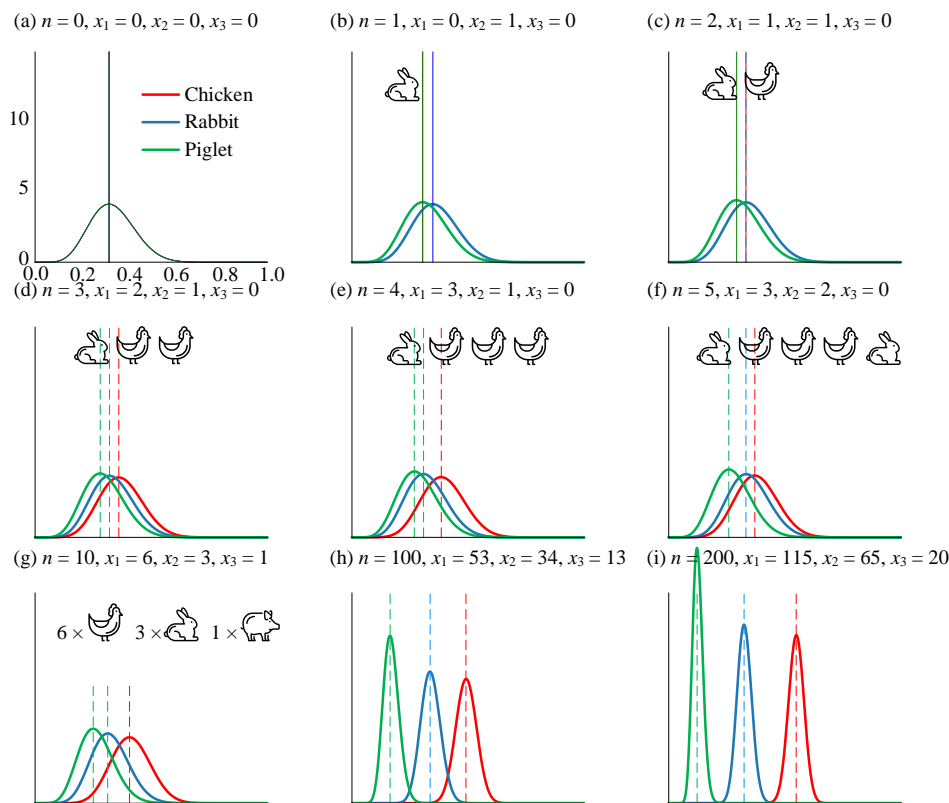 (a) n = 0, x₁ = 0, x₂ = 0, x₃ = 0
(b) n = 1, x₁ = 0, x₂ = 1, x₃ = 0
(c) n = 2, x₁ = 1, x₂ = 1, x₃ = 0
Chicken
Rabbit
Piglet
10
5
0
0.0 0.2 0.4 0.6 0.8 1.0
(d) n = 3, x₁ = 2, x₂ = 1, x₃ = 0
(e) n = 4, x₁ = 3, x₂ = 1, x₃ = 0
(f) n = 5, x₁ = 3, x₂ = 2, x₃ = 0
(g) n = 10, x₁ = 6, x₂ = 3, x₃ = 1
(h) n = 100, x₁ = 53, x₂ = 34, x₃ = 13
(i) n = 200, x₁ = 115, x₂ = 65, x₃ = 20
6 × 3 × 1 ×